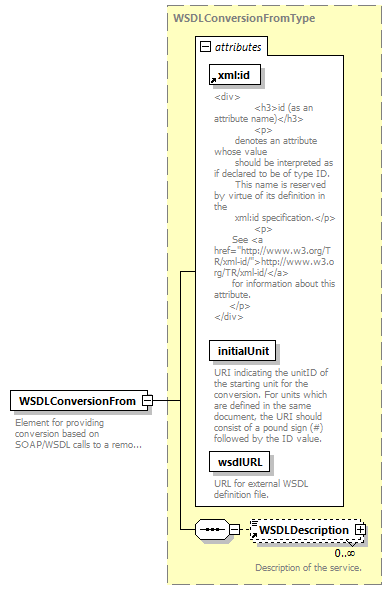 WSDLConversionFromType
attributes
xml:id
<div>
<h3>id (as an
attribute name)</h3>
<p>
denotes an attribute
whose value
should be interpreted as
if declared to be of type ID.
This name is reserved
by virtue of its definition in
the
xml:id specification.</p>
<p>
See <a
href="http://www.w3.org/T
R/xml-id/">http://www.w3.o
rg/TR/xml-id/</a>
for information about this
attribute.
</p>
</div>
initialUnit
URI indicating the unitID of
the starting unit for the
conversion. For units which
are defined in the same
document, the URI should
consist of a pound sign (#)
followed by the ID value.
wsdlURL
URL for external WSDL
definition file.
WSDLConversionFrom
Element for providing
conversion based on
SOAP/WSDL calls to a remo...
WSDLDescription
0..∞
Description of the service.